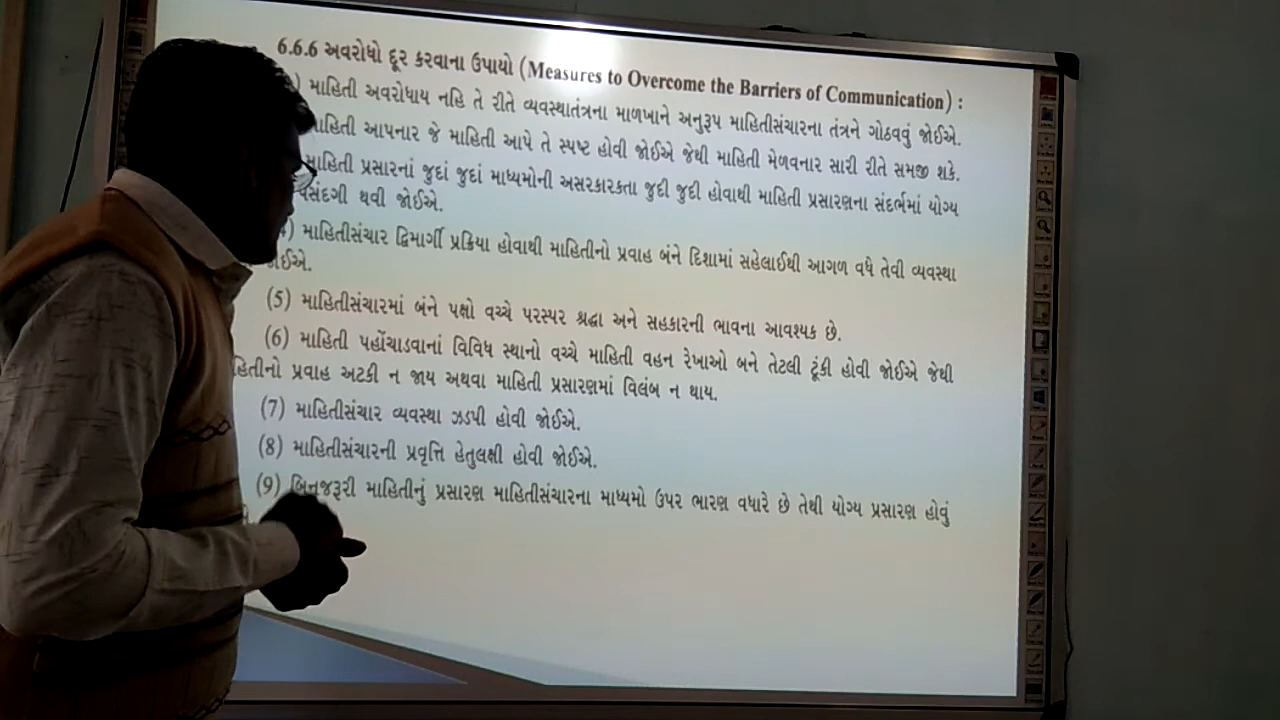 6.6.6 અવરોધો દૂર કરવાના ઉપાયો (Measures to Overcome the Barriers of Communication) :
) માહિતી અવરોધાય નહિ તે રીતે વ્યવસ્થાતંત્રના માળખાને અનુરૂપ માહિતીસંચારના તંત્રને ગોઠવવું જોઈએ.
માહિતી આપનાર જે માહિતી આપે તે સ્પષ્ટ હોવી જોઈએ જેથી માહિતી મેળવનાર સારી રીતે સમજી શકે.
માહિતી પ્રસારનાં જુદાં જુદાં માધ્યમોની અસરકારકતા જુદી જુદી હોવાથી માહિતી પ્રસારણના સંદર્ભમાં યોગ્ય
પસંદગી થવી જોઈએ.
) માહિતીસંચાર દ્વિમાર્ગી પ્રક્રિયા હોવાથી માહિતીનો પ્રવાહ બંને દિશામાં સહેલાઈથી આગળ વધે તેવી વ્યવસ્થા
ઈએ.
(5) માહિતીસંચારમાં બંને પક્ષો વચ્ચે પરસ્પર શ્રદ્ધા અને સહકારની ભાવના આવશ્યક છે.
(6) માહિતી પહોંચાડવાનાં વિવિધ સ્થાનો વચ્ચે માહિતી વહન રેખાઓ બને તેટલી ટૂંકી હોવી જોઈએ જેથી
હિતીનો પ્રવાહ અટકી ન જાય અથવા માહિતી પ્રસારણમાં વિલંબ ન થાય.
(7) માહિતીસંચાર વ્યવસ્થા ઝડપી હોવી જોઈએ.
(8) માહિતીસંચારની પ્રવૃત્તિ હેતુલક્ષી હોવી જોઈએ.
(9) બિનજરૂરી માહિતીનું પ્રસારણ માહિતીસંચારના માધ્યમો ઉપર ભારણ વધારે છે તેથી યોગ્ય પ્રસારણ હોવું